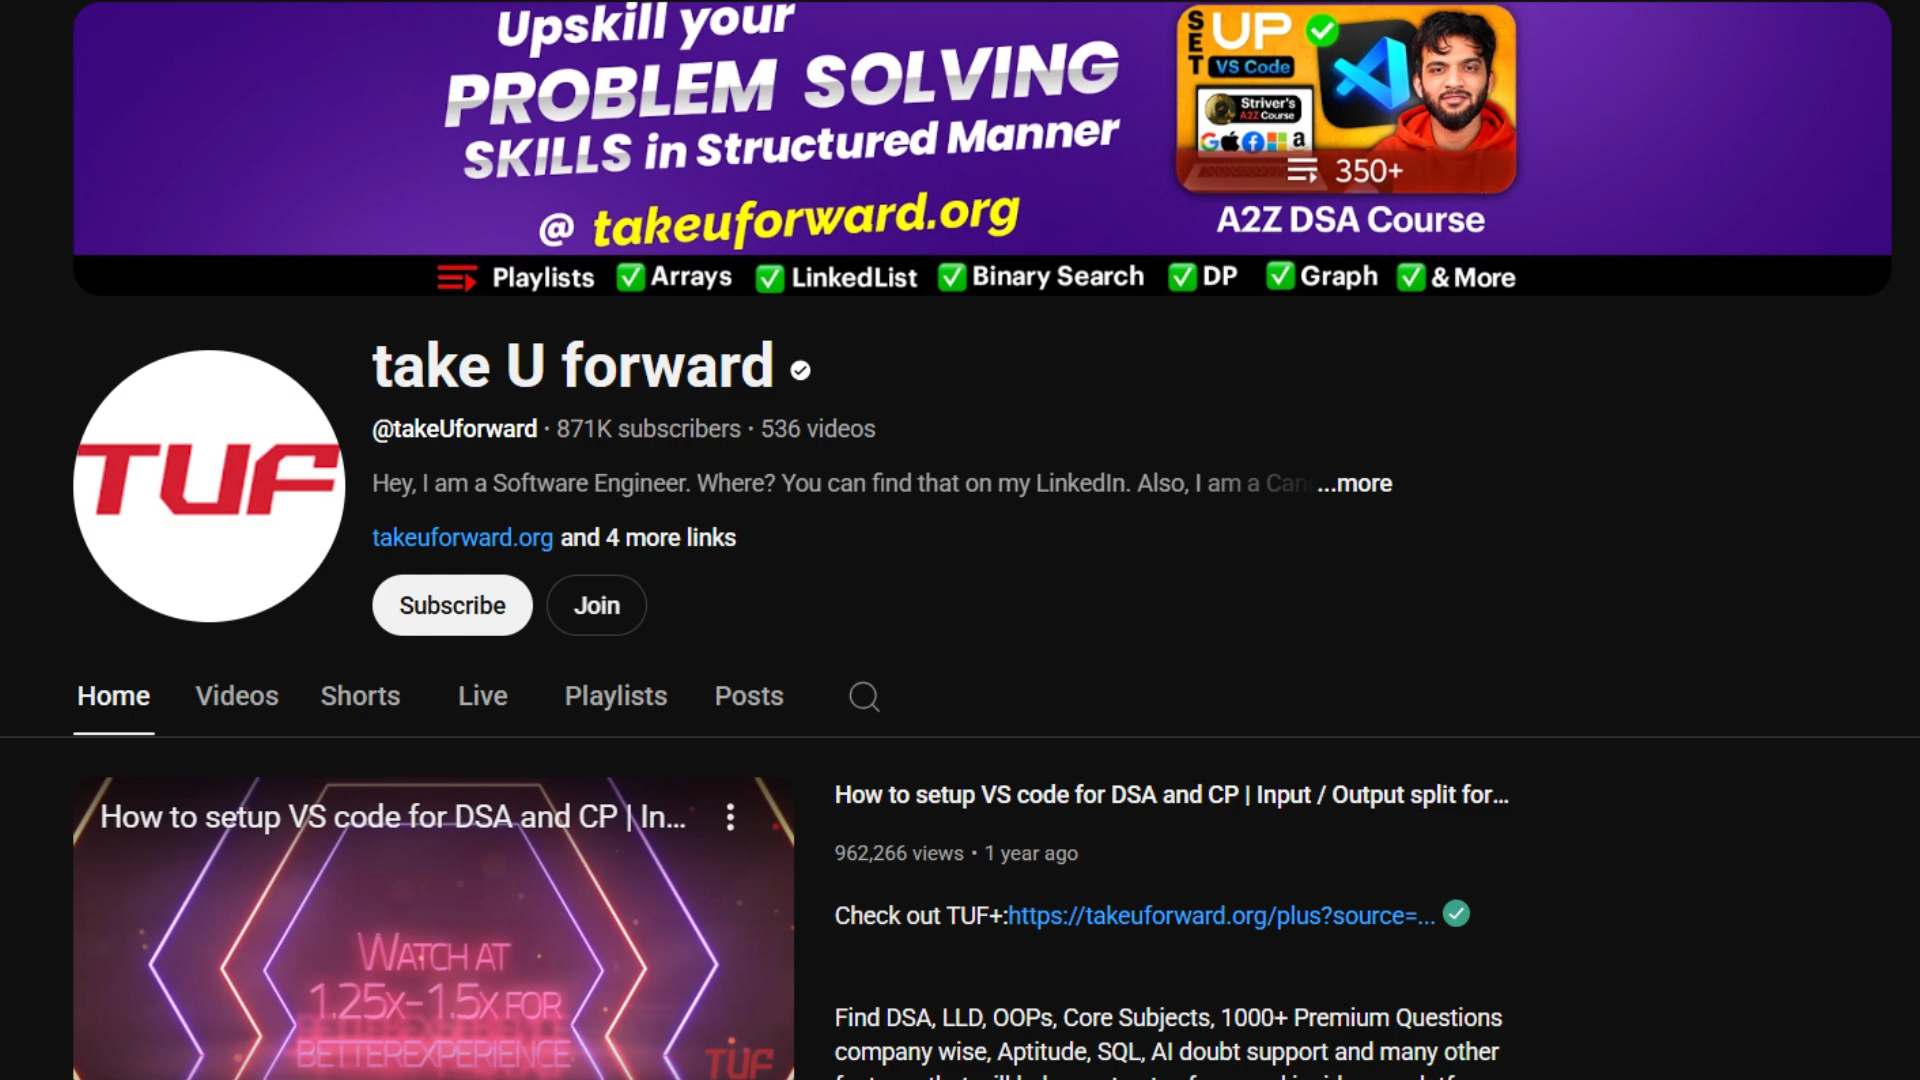 Upskill your
PROBLEM SOLVING
SKILLS in Structured Manner
@ takeuforward.org
SET
UP
VS Code
Striver's
A2Z Course
350+
A2Z DSA Course
Playlists ✅ Arrays ✅ LinkedList ✅ Binary Search ✅ DP ✅ Graph ✅ & More
TUF
take U forward
@takeUforward · 871K subscribers · 536 videos
Hey, I am a Software Engineer. Where? You can find that on my LinkedIn. Also, I am a ...more
takeuforward.org and 4 more links
Subscribe Join
Home Videos Shorts Live Playlists Posts
How to setup VS code for DSA and CP | In...
WATCH AT
1.25X-1.5X FOR
BETTER EXPERIENCE
TUF
How to setup VS code for DSA and CP | Input / Output split for...
962,266 views • 1 year ago
Check out TUF+:https://takeuforward.org/plus?source=...
Find DSA, LLD, OOPs, Core Subjects, 1000+ Premium Questions
company wise, Aptitude, SQL, AI doubt support and many other